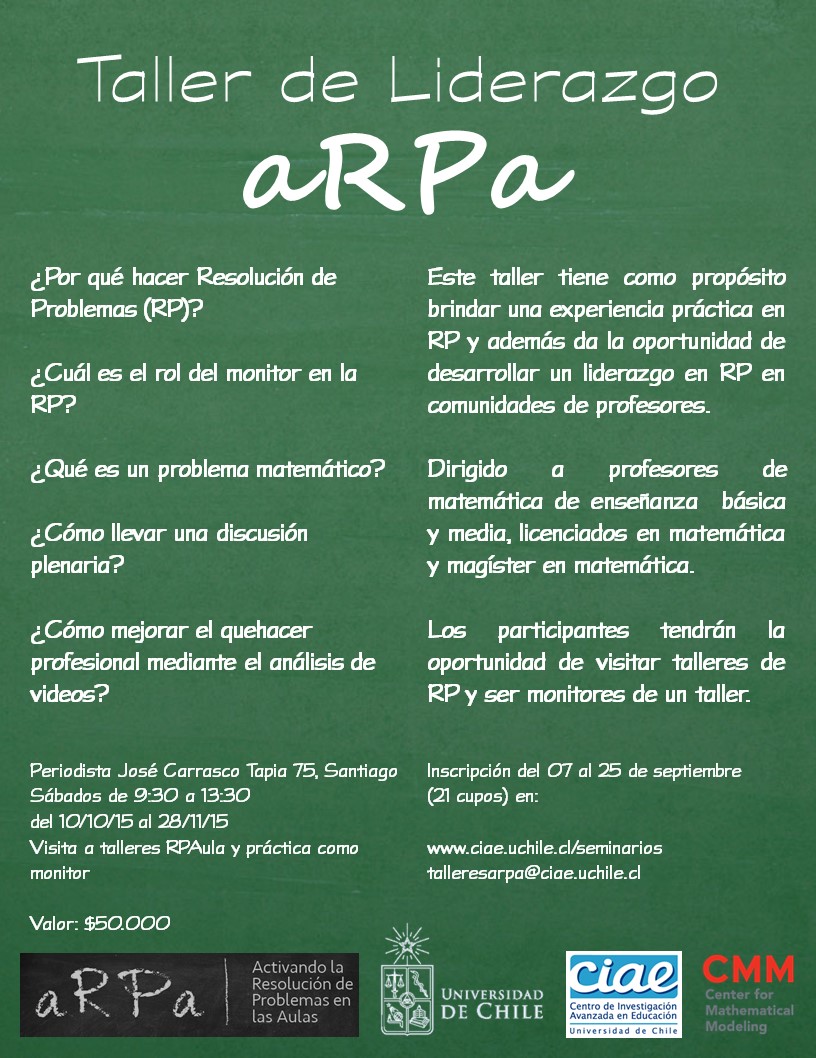 Taller de Liderazgo
aRPa
¿Por qué hacer Resolución de
Problemas (RP)?
¿Cuál es el rol del monitor en la
RP?
¿Qué es un problema matemático?
¿Cómo llevar una discusión
plenaria?
¿Cómo mejorar el quehacer
profesional mediante el análisis de
videos?
Este taller tiene como propósito
brindar una experiencia práctica en
RP y además da la oportunidad de
desarrollar un liderazgo en RP en
comunidades de profesores.
Dirigido a profesores de
matemática de enseñanza básica
y media, licenciados en matemática
y magíster en matemática.
Los participantes tendrán la
oportunidad de visitar talleres de
RP y ser monitores de un taller.
Periodista José Carrasco Tapia 75, Santiago
Sábados de 9:30 a 13:30
del 10/10/15 al 28/11/15
Visita a talleres RPAula y práctica como
monitor
Valor: $50.000
Inscripción del 07 al 25 de septiembre
(21 cupos) en:
www.ciae.uchile.cl/seminarios
talleresarpa@ciae.uchile.cl
aRPa
Activando la
Resolución de
Problemas en
las Aulas
UNIVERSIDAD
DE CHILE
ciae
Centro de Investigación
Avanzada en Educación
Universidad de Chile
CMM
Center for
Mathematical
Modeling